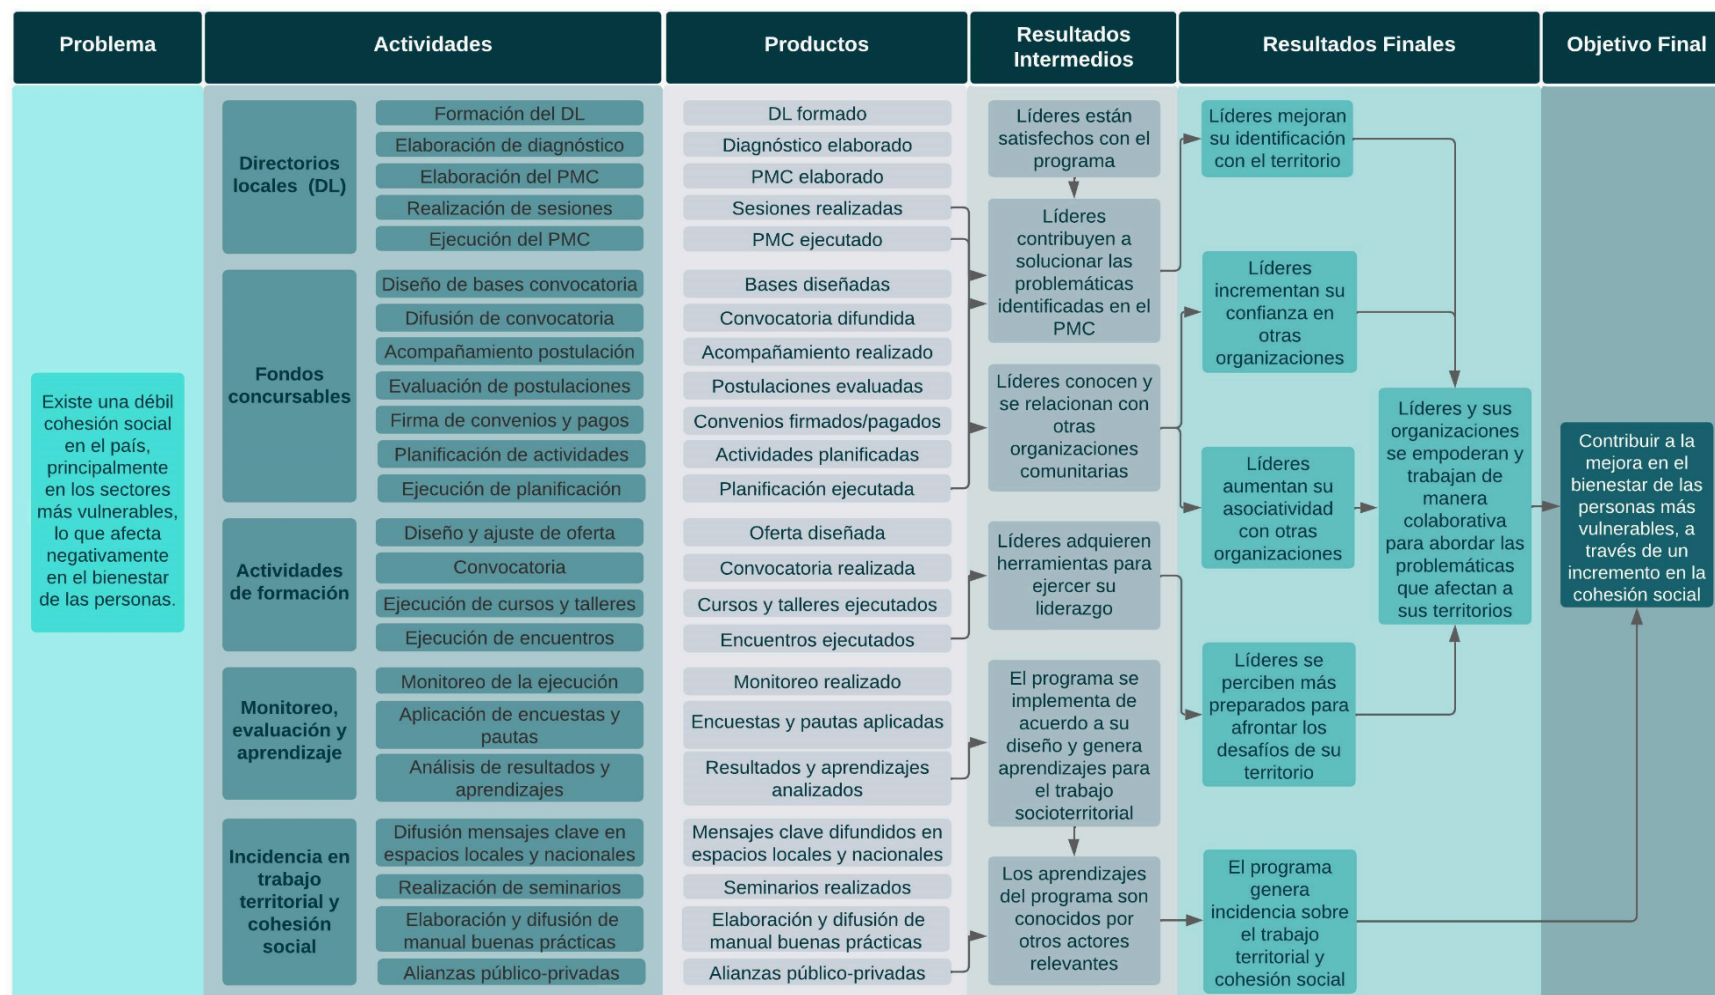 Problema
Actividades
Productos
Resultados
Intermedios
Resultados Finales
Objetivo Final
Existe una débil
cohesión social
en el país,
principalmente
en los sectores
más vulnerables,
lo que afecta
negativamente
en el bienestar
de las personas.
Directorios
locales (DL)
Formación del DL
Elaboración de diagnóstico
Elaboración del PMC
Realización de sesiones
Ejecución del PMC
Fondos
concursables
Diseño de bases convocatoria
Difusión de convocatoria
Acompañamiento postulación
Evaluación de postulaciones
Firma de convenios y pagos
Planificación de actividades
Ejecución de planificación
Actividades
de formación
Diseño y ajuste de oferta
Convocatoria
Ejecución de cursos y talleres
Ejecución de encuentros
Monitoreo,
evaluación y
aprendizaje
Monitoreo de la ejecución
Aplicación de encuestas y
pautas
Análisis de resultados y
aprendizajes
Incidencia en
trabajo
territorial y
cohesión
social
Difusión mensajes clave en
espacios locales y nacionales
Realización de seminarios
Elaboración y difusión de
manual buenas prácticas
Alianzas público-privadas
DL formado
Diagnóstico elaborado
PMC elaborado
Sesiones realizadas
PMC ejecutado
Bases diseñadas
Convocatoria difundida
Acompañamiento realizado
Postulaciones evaluadas
Convenios firmados/pagados
Actividades planificadas
Planificación ejecutada
Oferta diseñada
Convocatoria realizada
Cursos y talleres ejecutados
Encuentros ejecutados
Monitoreo realizado
Encuestas y pautas aplicadas
Resultados y aprendizajes
analizados
Mensajes clave difundidos en
espacios locales y nacionales
Seminarios realizados
Elaboración y difusión de
manual buenas prácticas
Alianzas público-privadas
Líderes están
satisfechos con el
programa
Líderes
contribuyen a
solucionar las
problemáticas
identificadas en el
PMC
Líderes conocen y
se relacionan con
otras
organizaciones
comunitarias
Líderes adquieren
herramientas para
ejercer su
liderazgo
El programa se
implementa de
acuerdo a su
diseño y genera
aprendizajes para
el trabajo
socioterritorial
Los aprendizajes
del programa son
conocidos por
otros actores
relevantes
Líderes mejoran
su identificación
con el territorio
Líderes
incrementan su
confianza en
otras
organizaciones
Líderes
aumentan su
asociatividad
con otras
organizaciones
Líderes se
perciben más
preparados para
afrontar los
desafíos de su
territorio
El programa
genera
incidencia sobre
el trabajo
territorial y
cohesión social
Líderes y sus
organizaciones
se empoderan y
trabajan de
manera
colaborativa
para abordar las
problemáticas
que afectan a
sus territorios
Contribuir a la
mejora en el
bienestar de las
personas más
vulnerables, a
través de un
incremento en la
cohesión social